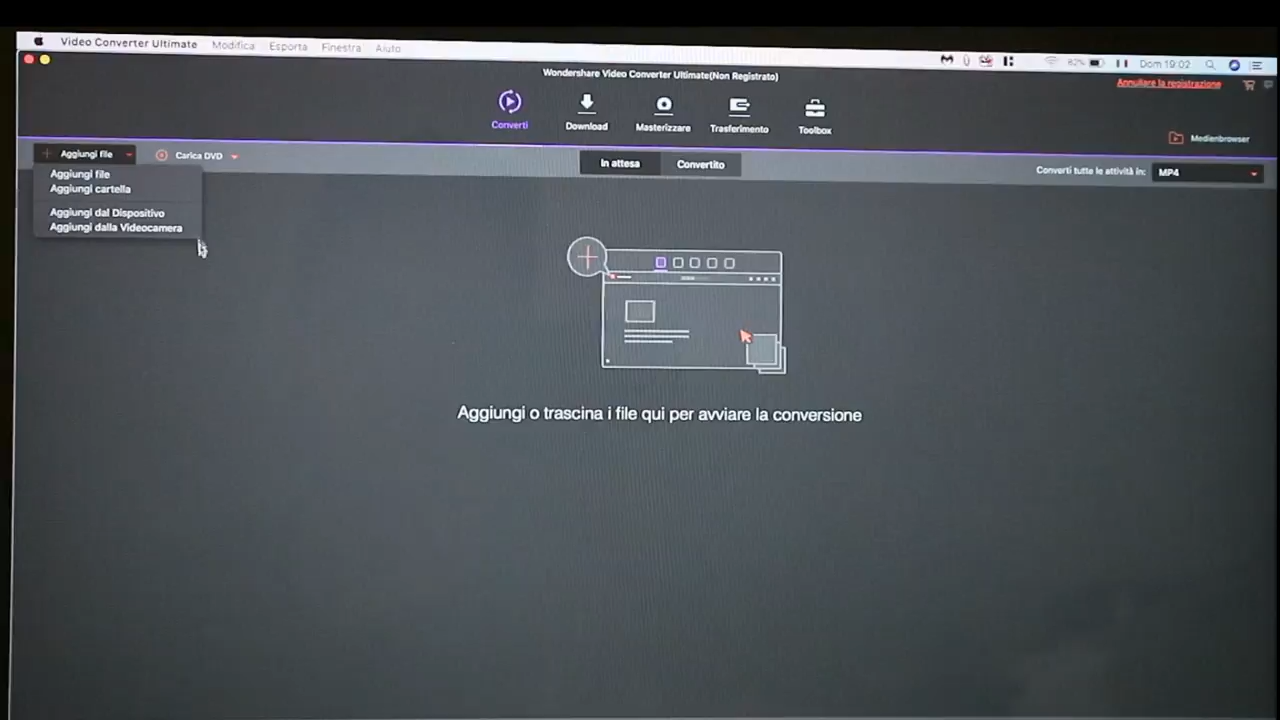 Video Converter Ultimate Modifica Esporta Finestra Aiuto 82% Dom 19:02
Wondershare Video Converter Ultimate(Non Registrato)
Annullare la registrazione
Converti Download Masterizzare Trasferimento Toolbox
Medienbrowser
Aggiungi file Carica DVD In attesa Convertito Converti tutte le attività in: MP4
Aggiungi file
Aggiungi cartella
Aggiungi dal Dispositivo
Aggiungi dalla Videocamera
Aggiungi o trascina i file qui per avviare la conversione